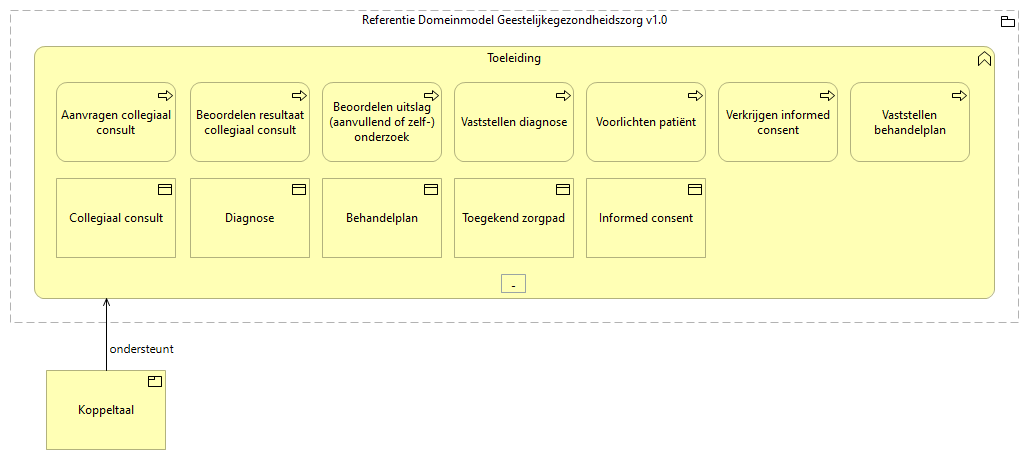 Referentie Domeinmodel Geestelijkegezondheidszorg v1.0
Toeleiding
Aanvragen collegiaal
consult
Beoordelen resultaat
collegiaal consult
Beoordelen uitslag
(aanvullend of zelf-)
onderzoek
Vaststellen diagnose
Voorlichten patiënt
Verkrijgen informed
consent
Vaststellen
behandelplan
Collegiaal consult
Diagnose
Behandelplan
Toegekend zorgpad
Informed consent
-
ondersteunt
Koppeltaal